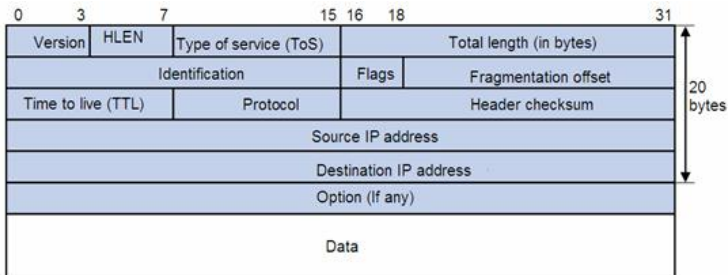 0 3 7 15 16 18 31
Version HLEN Type of service (ToS) Total length (in bytes)
Identification Flags Fragmentation offset
Time to live (TTL) Protocol Header checksum
Source IP address
Destination IP address
Option (If any)
Data
20
bytes